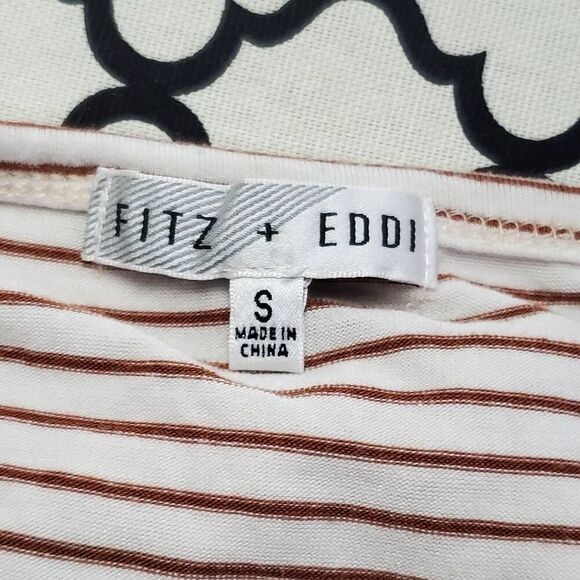 FITZ + EDDI
S
MADE IN
CHINA